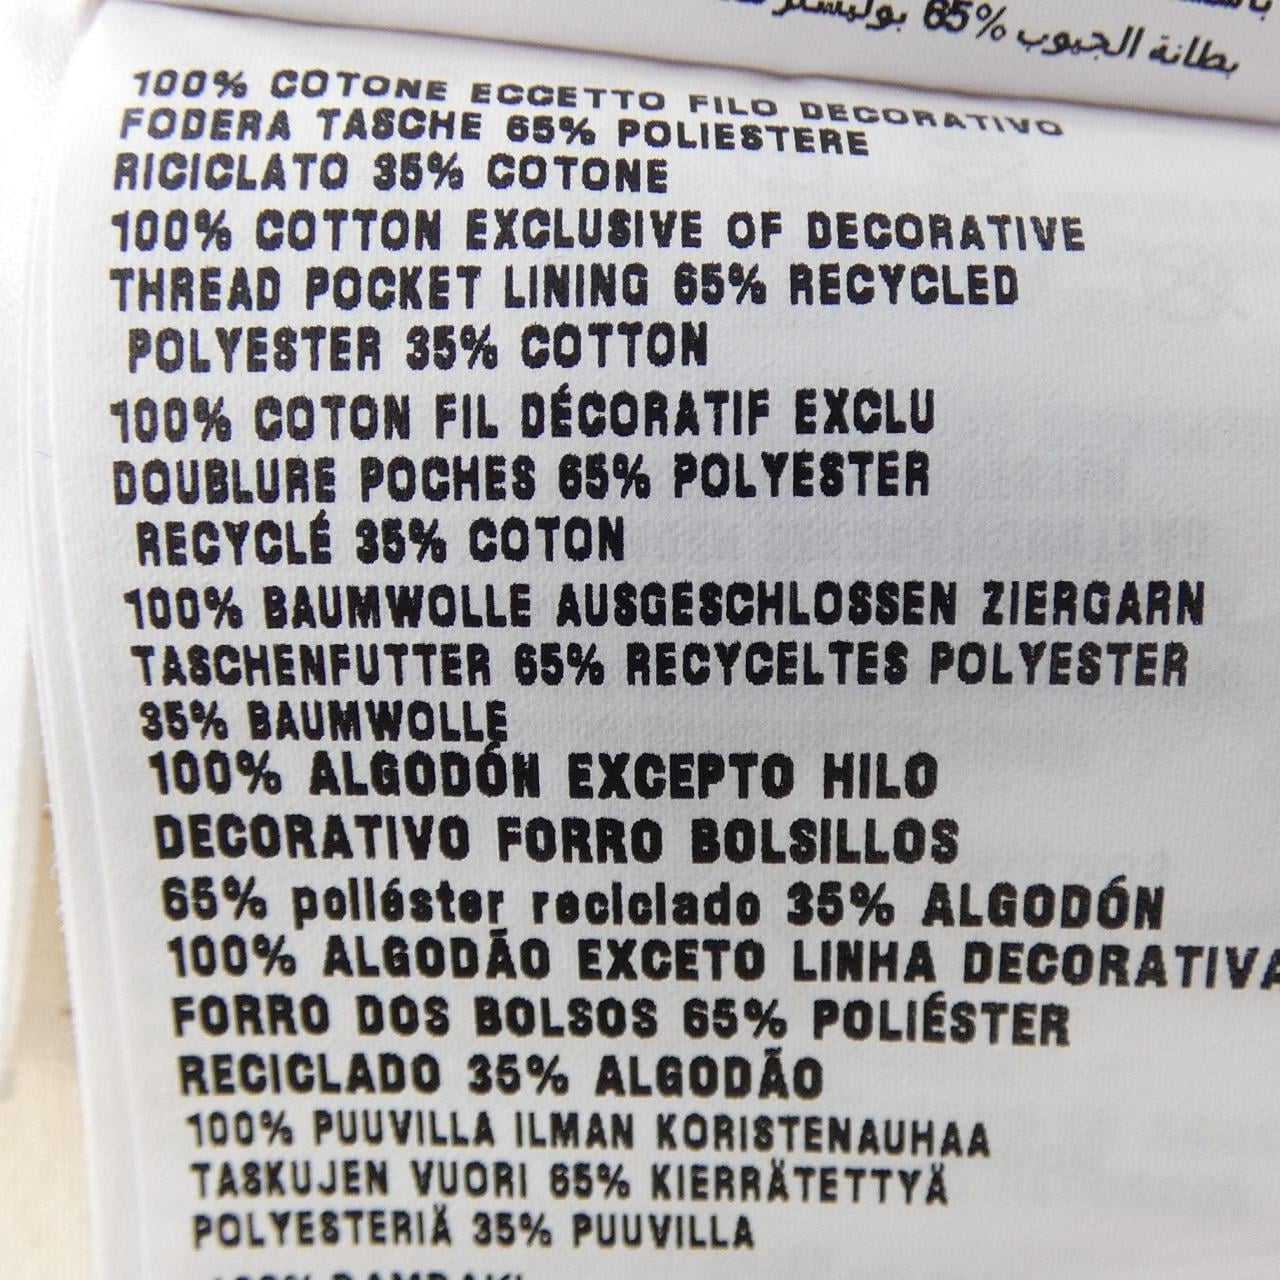 بطانة الجيوب 65% بوليستر
100% COTONE ECCETTO FILO DECORATIVO
FODERA TASCHE 65% POLIESTERE
RICICLATO 35% COTONE
100% COTTON EXCLUSIVE OF DECORATIVE
THREAD POCKET LINING 65% RECYCLED
POLYESTER 35% COTTON
100% COTON FIL DÉCORATIF EXCLU
DOUBLURE POCHES 65% POLYESTER
RECYCLÉ 35% COTON
100% BAUMWOLLE AUSGESCHLOSSEN ZIERGARN
TASCHENFUTTER 65% RECYCELTES POLYESTER
35% BAUMWOLLE
100% ALGODÓN EXCEPTO HILO
DECORATIVO FORRO BOLSILLOS
65% poliéster reciclado 35% ALGODÓN
100% ALGODÃO EXCETO LINHA DECORATIVA
FORRO DOS BOLSOS 65% POLIÉSTER
RECICLADO 35% ALGODÃO
100% PUUVILLA ILMAN KORISTENAUHAA
TASKUJEN VUORI 65% KIERRÄTETTYÄ
POLYESTERIÄ 35% PUUVILLA